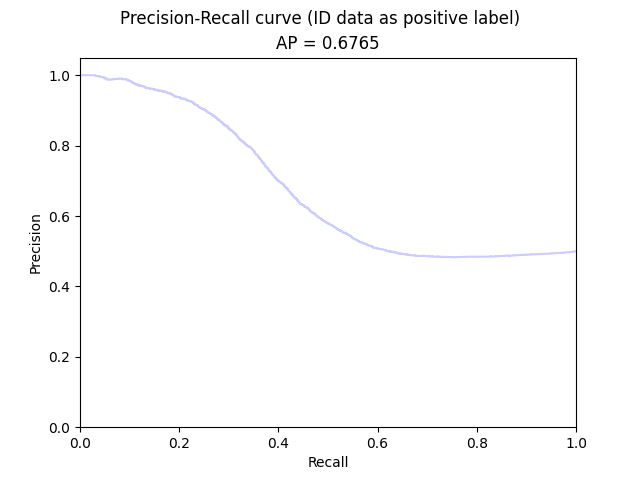 Precision-Recall curve (ID data as positive label)
AP = 0.6765
1.0
0.8
0.6
0.4
0.2
0.0
Precision
0.0 0.2 0.4 0.6 0.8 1.0
Recall